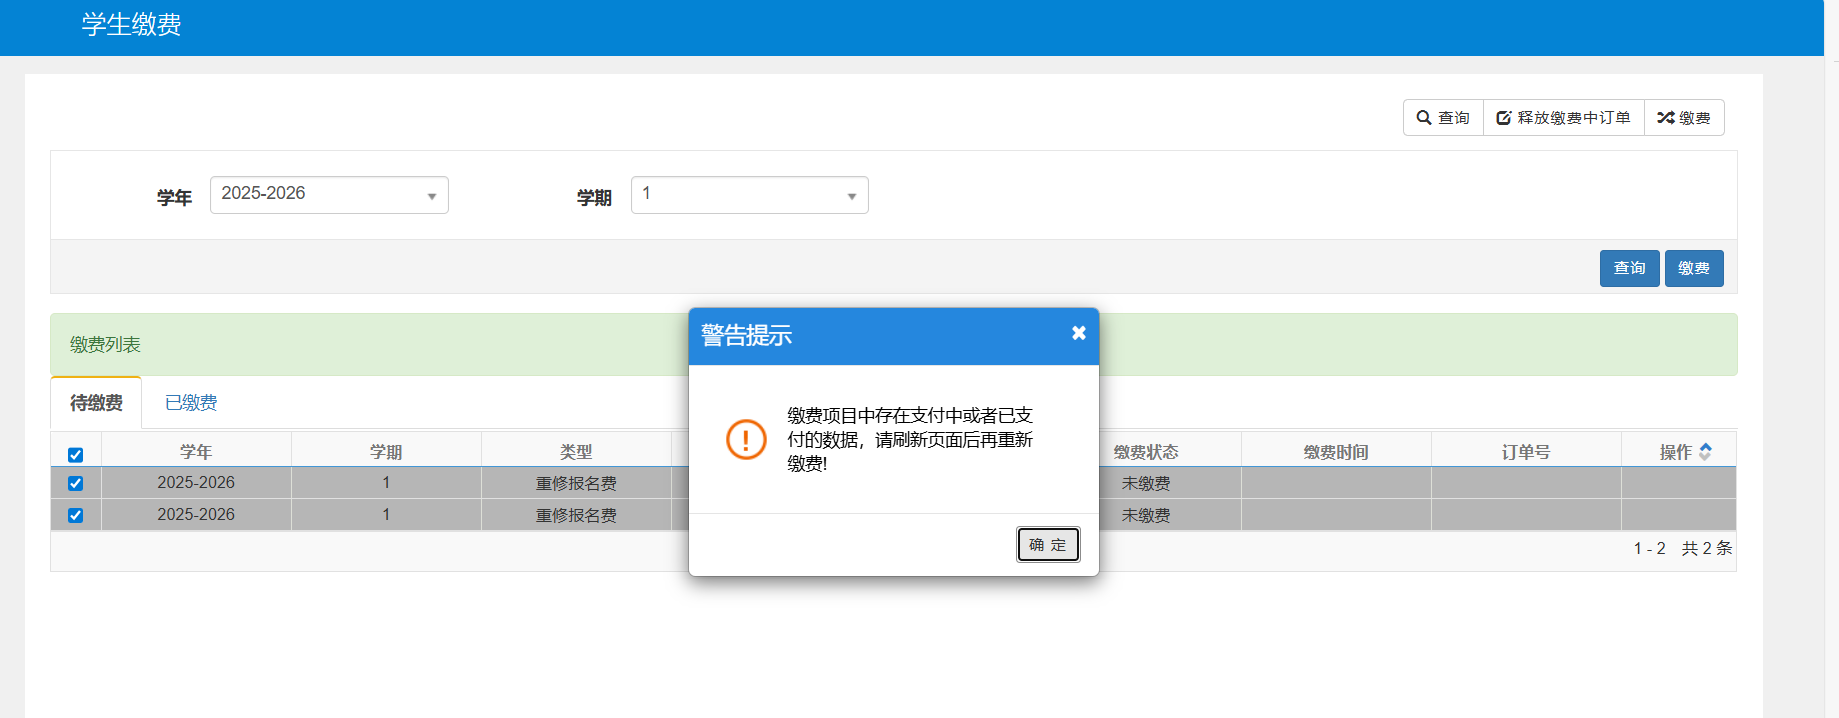 学生缴费
查询 释放缴费中订单 缴费
学年 2025-2026 学期 1
查询 缴费
缴费列表
待缴费 已缴费
学年 学期 类型 缴费状态 缴费时间 订单号 操作
2025-2026 1 重修报名费 未缴费
2025-2026 1 重修报名费 未缴费
1 - 2 共 2 条
警告提示
缴费项目中存在支付中或者已支
付的数据，请刷新页面后再重新
缴费!
确 定